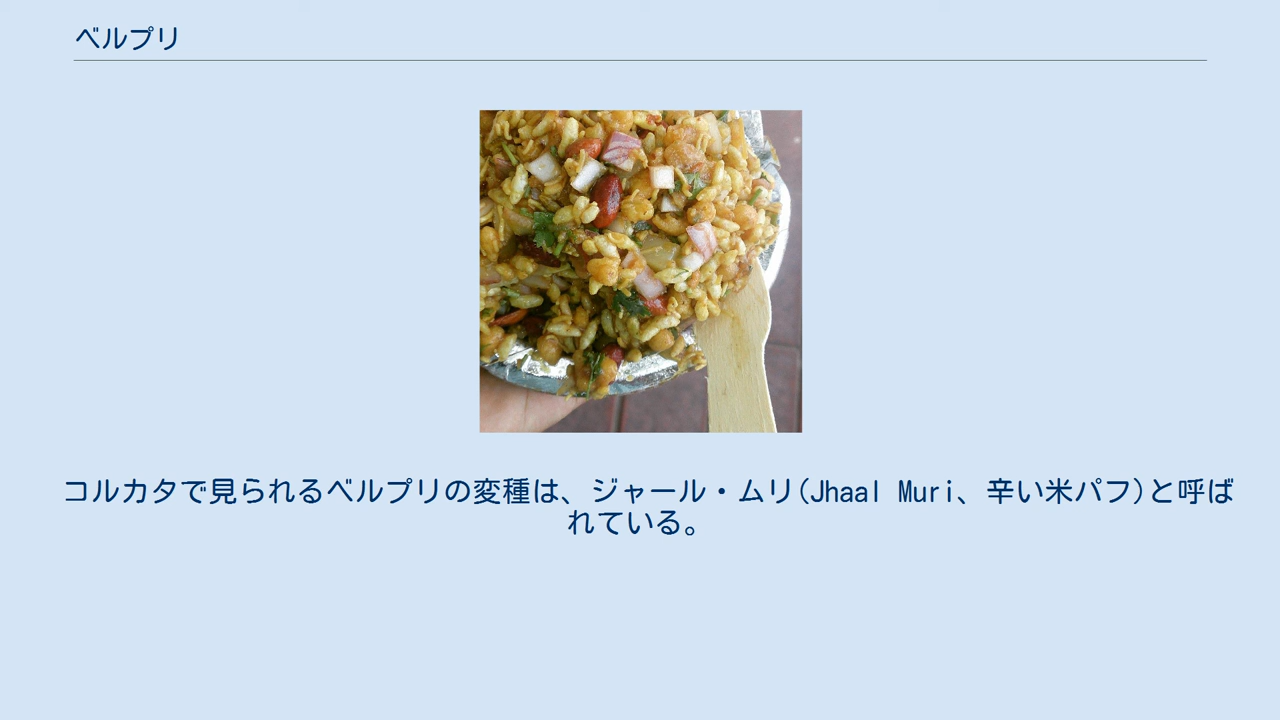 ベルプリ
コルカタで見られるベルプリの変種は、ジャール・ムリ(Jhaal Muri、辛い米パフ)と呼ば
れている。